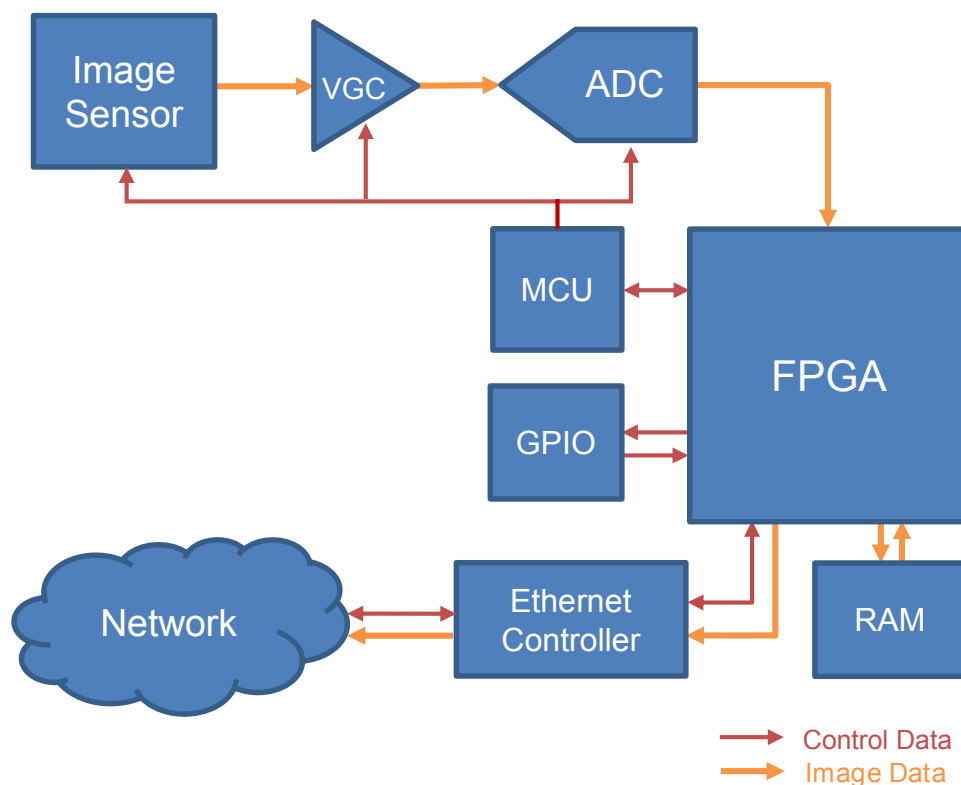 Image
Sensor
VGC
ADC
MCU
FPGA
GPIO
Ethernet
Controller
Network
RAM
Control Data
Image Data